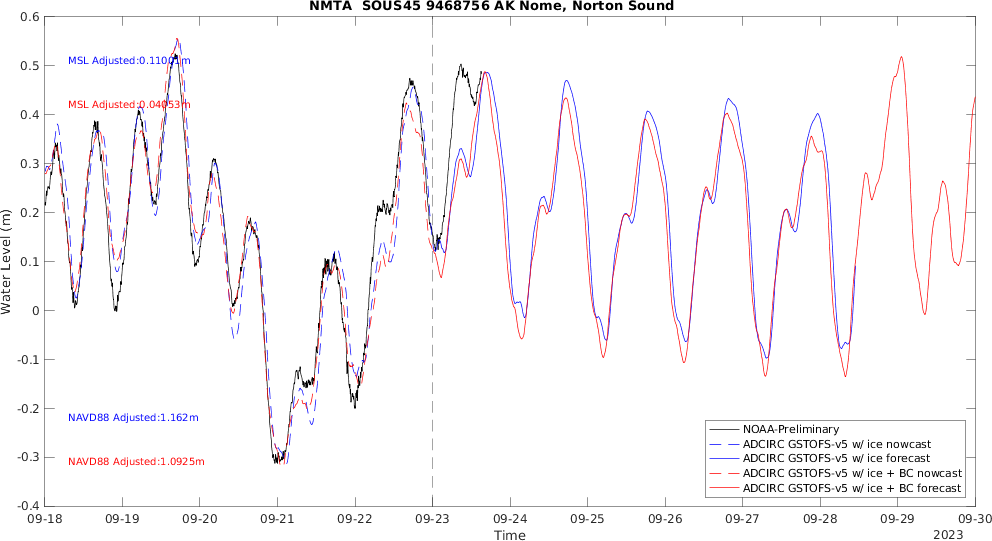 NMTA SOUS45 9468756 AK Nome, Norton Sound
0.6
0.5
0.4
0.3
0.2
0.1
0
-0.1
-0.2
-0.3
-0.4
Water Level (m)
MSL Adjusted:0.110 m
MSL Adjusted:0.04053m
NAVD88 Adjusted:1.162m
NAVD88 Adjusted:1.0925m
NOAA-Preliminary
ADCIRC GSTOFS-v5 w/ ice nowcast
ADCIRC GSTOFS-v5 w/ ice forecast
ADCIRC GSTOFS-v5 w/ ice + BC nowcast
ADCIRC GSTOFS-v5 w/ ice + BC forecast
09-18 09-19 09-20 09-21 09-22 09-23 09-24 09-25 09-26 09-27 09-28 09-29 09-30
Time
2023